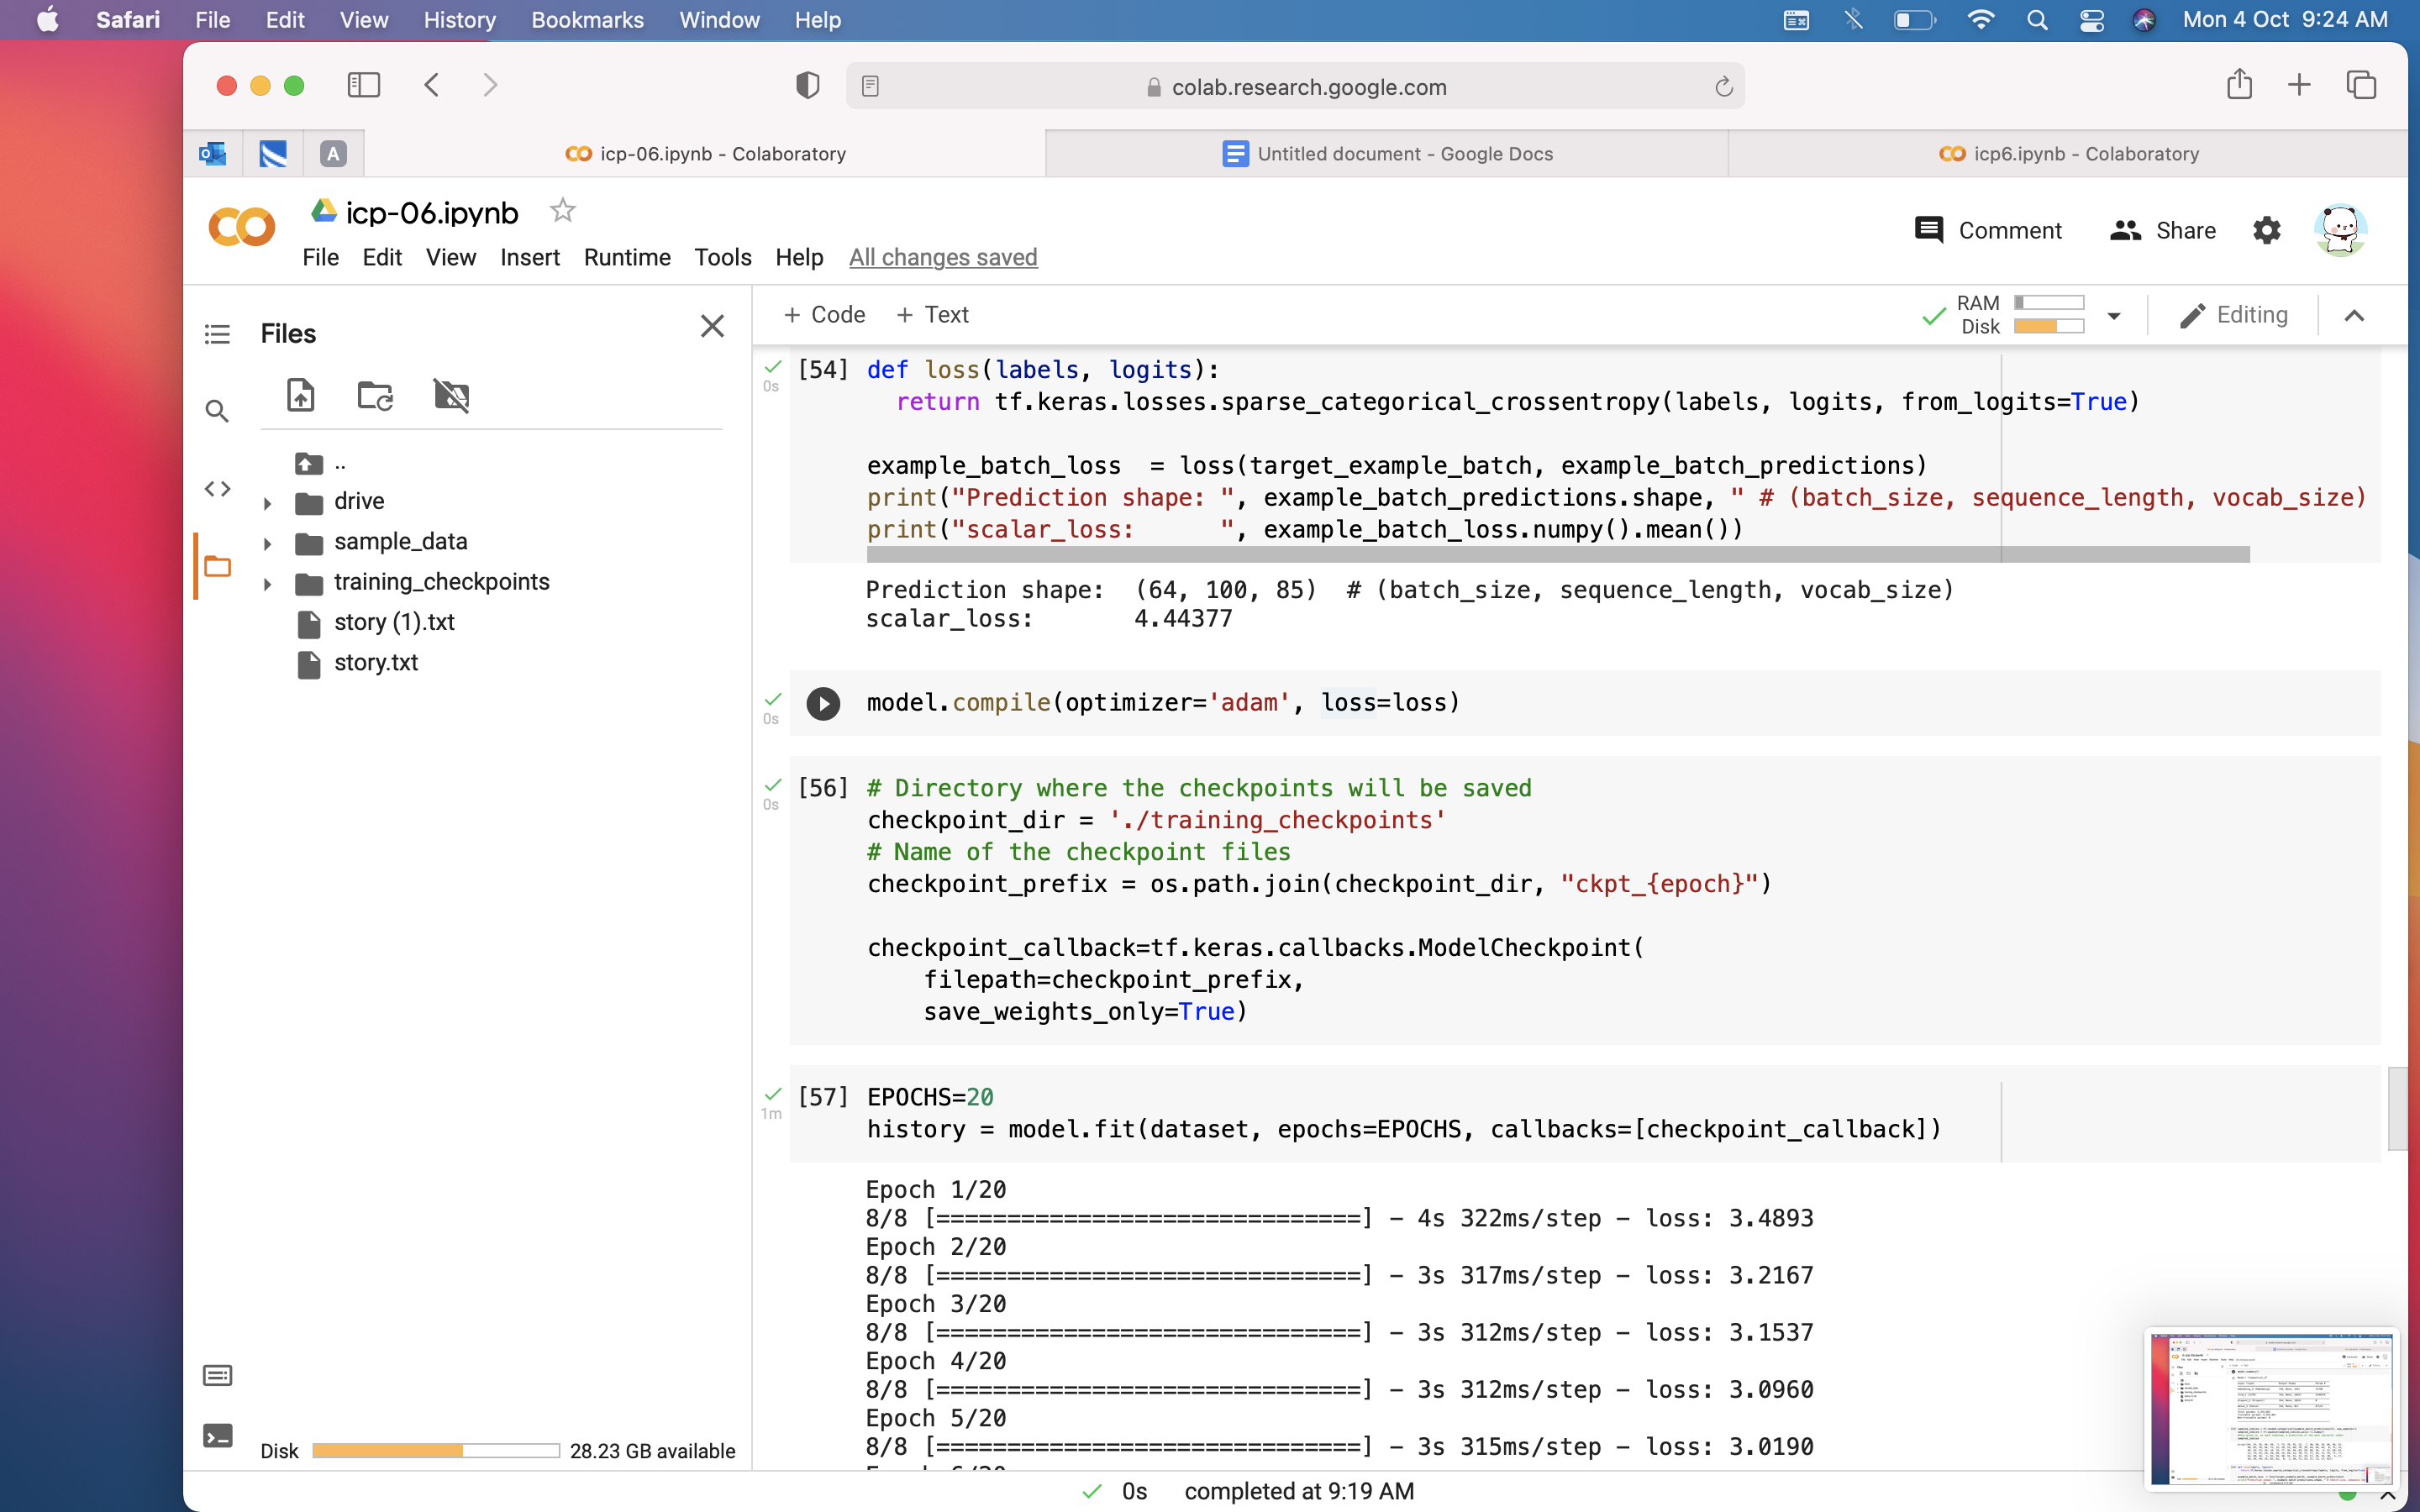 Safari File Edit View History Bookmarks Window Help Mon 4 Oct 9:24 AM
colab.research.google.com
A
icp-06.ipynb - Colaboratory
Untitled document - Google Docs
icp6.ipynb - Colaboratory
icp-06.ipynb
Comment Share
File Edit View Insert Runtime Tools Help All changes saved
Files
+ Code + Text
RAM
Disk
Editing
..
drive
sample_data
training_checkpoints
story (1).txt
story.txt
Disk 28.23 GB available
[54] def loss(labels, logits):
0s
return tf.keras.losses.sparse_categorical_crossentropy(labels, logits, from_logits=True)
example_batch_loss  = loss(target_example_batch, example_batch_predictions)
print("Prediction shape: ", example_batch_predictions.shape, " # (batch_size, sequence_length, vocab_size)
print("scalar_loss:      ", example_batch_loss.numpy().mean())
Prediction shape:  (64, 100, 85)  # (batch_size, sequence_length, vocab_size)
scalar_loss:       4.44377
model.compile(optimizer='adam', loss=loss)
0s
[56] # Directory where the checkpoints will be saved
0s
checkpoint_dir = './training_checkpoints'
# Name of the checkpoint files
checkpoint_prefix = os.path.join(checkpoint_dir, "ckpt_{epoch}")
checkpoint_callback=tf.keras.callbacks.ModelCheckpoint(
filepath=checkpoint_prefix,
save_weights_only=True)
[57] EPOCHS=20
1m
history = model.fit(dataset, epochs=EPOCHS, callbacks=[checkpoint_callback])
Epoch 1/20
8/8 [==============================] - 4s 322ms/step - loss: 3.4893
Epoch 2/20
8/8 [==============================] - 3s 317ms/step - loss: 3.2167
Epoch 3/20
8/8 [==============================] - 3s 312ms/step - loss: 3.1537
Epoch 4/20
8/8 [==============================] - 3s 312ms/step - loss: 3.0960
Epoch 5/20
8/8 [==============================] - 3s 315ms/step - loss: 3.0190
0s completed at 9:19 AM